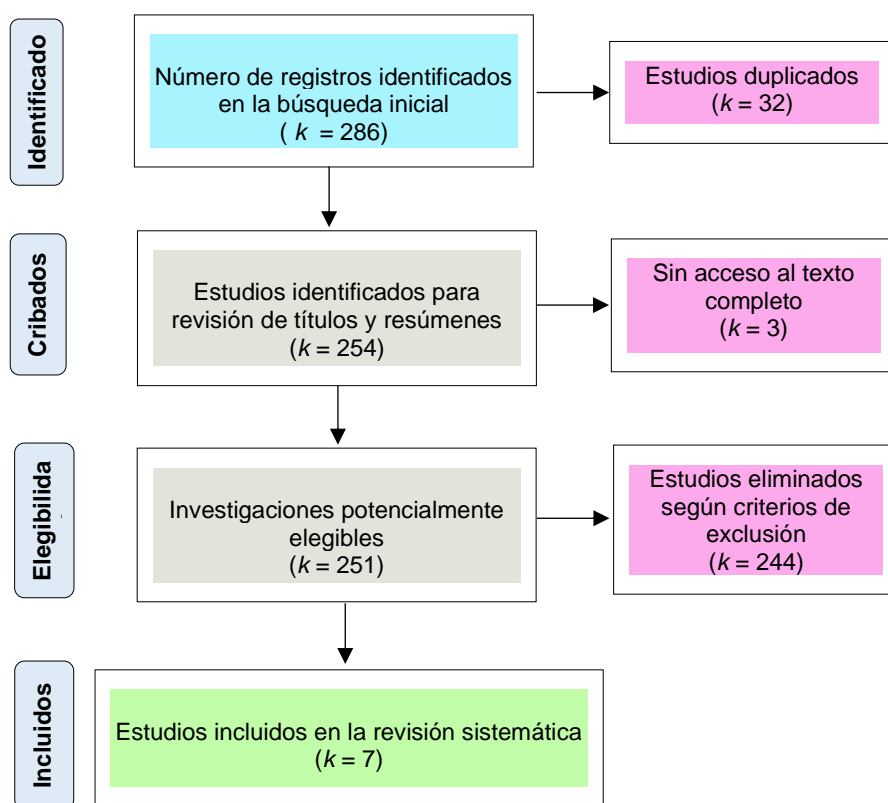 Identificado
Número de registros identificados
en la búsqueda inicial
( k = 286)
Estudios duplicados
(k = 32)
Cribados
Estudios identificados para
revisión de títulos y resúmenes
(k = 254)
Sin acceso al texto
completo
(k = 3)
Elegibilida
Investigaciones potencialmente
elegibles
(k = 251)
Estudios eliminados
según criterios de
exclusión
(k = 244)
Incluidos
Estudios incluidos en la revisión sistemática
(k = 7)